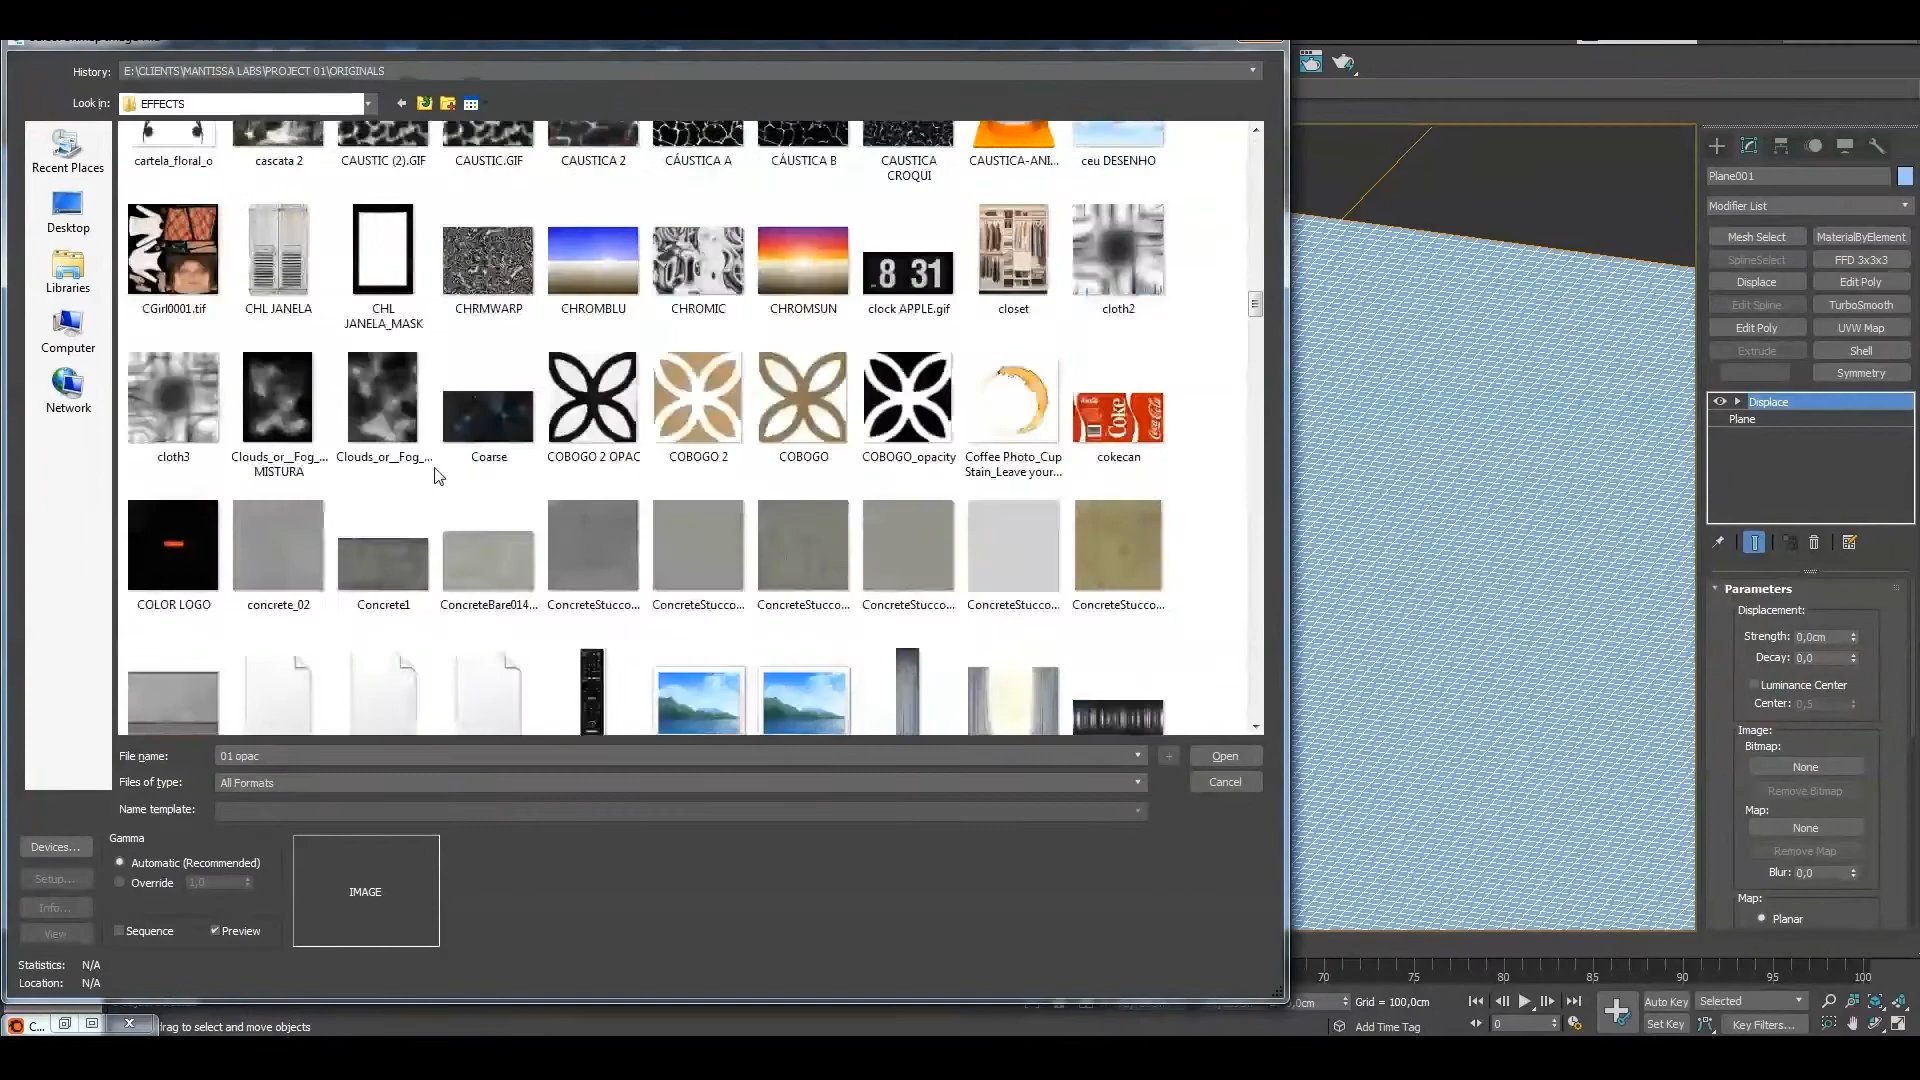 History: E:\CLIENTS\MANTISSA LABS\PROJECT 01\ORIGINALS
Look in: EFFECTS
Recent Places
Desktop
Libraries
Computer
Network
cartela_floral_o cascata 2 CAUSTIC (2).GIF CAUSTIC.GIF CAUSTICA 2 CÁUSTICA A CÁUSTICA B CAUSTICA CAUSTICA-ANI... ceu DESENHO
CROQUI
8 31
CGirl0001.tif CHL JANELA CHL CHRMWARP CHROMBLU CHROMIC CHROMSUN clock APPLE.gif closet cloth2
JANELA_MASK
Coke
Coca-Cola
cloth3 Clouds_or__Fog_... Clouds_or__Fog_... Coarse COBOGO 2 OPAC COBOGO 2 COBOGO COBOGO_opacity Coffee Photo_Cup cokecan
MISTURA Stain_Leave your...
COLOR LOGO concrete_02 Concrete1 ConcreteBare014... ConcreteStucco... ConcreteStucco... ConcreteStucco... ConcreteStucco... ConcreteStucco... ConcreteStucco...
File name: 01 opac Open
Files of type: All Formats Cancel
Name template:
Devices...
Setup...
Info...
View
Gamma
Automatic (Recommended)
Override 1,0
Sequence Preview
IMAGE
Statistics: N/A
Location: N/A
Plane001
Modifier List
Mesh Select MaterialByElement
SplineSelect FFD 3x3x3
Displace Edit Poly
Edit Spline TurboSmooth
Edit Poly UVW Map
Extrude Shell
Symmetry
Displace
Plane
Parameters
Displacement:
Strength: 0,0cm
Decay: 0,0
Luminance Center
Center: 0,5
Image:
Bitmap:
None
Remove Bitmap
Map:
None
Remove Map
Blur: 0,0
Map:
Planar
70 75 80 85 90 95 100
0cm Grid = 100,0cm Auto Key Selected
Add Time Tag 0 Set Key Key Filters...
C... drag to select and move objects